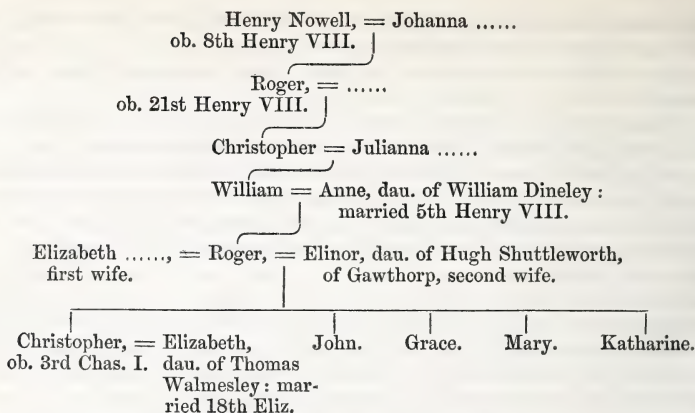 Henry Nowell, = Johanna ......
ob. 8th Henry VIII.
Roger, = ......
ob. 21st Henry VIII.
Christopher = Julianna ......
William = Anne, dau. of William Dineley :
married 5th Henry VIII.
Elizabeth ......, = Roger, = Elinor, dau. of Hugh Shuttleworth,
first wife. of Gawthorp, second wife.
Christopher, = Elizabeth, John. Grace. Mary. Katharine.
ob. 3rd Chas. I. dau. of Thomas
Walmesley : mar-
ried 18th Eliz.